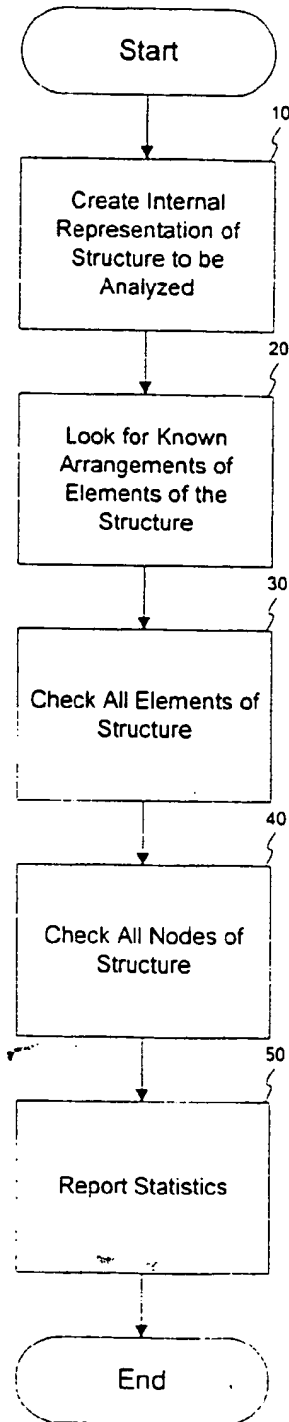 Start
10
Create Internal
Representation of
Structure to be
Analyzed
20
Look for Known
Arrangements of
Elements of the
Structure
30
Check All Elements of
Structure
40
Check All Nodes of
Structure
50
Report Statistics
End